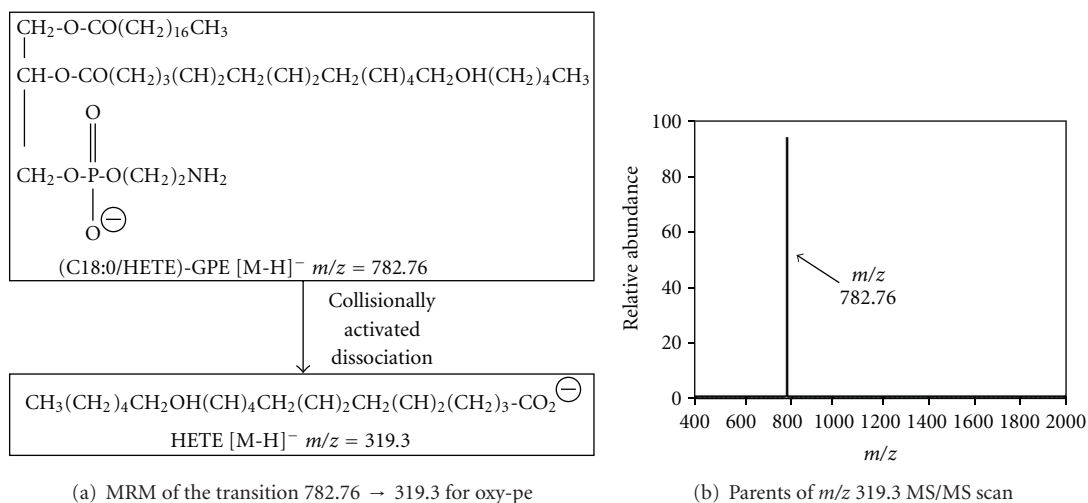 CH₂-O-CO(CH₂)₁₆CH₃
CH-O-CO(CH₂)₃(CH)₂CH₂(CH)₂CH₂(CH)₄CH₂OH(CH₂)₄CH₃
O
CH₂-O-P-O(CH₂)₂NH₂
O⊖
(C18:0/HETE)-GPE [M-H]⁻ m/z = 782.76
Collisionally
activated
dissociation
CH₃(CH₂)₄CH₂OH(CH)₄CH₂(CH)₂CH₂(CH)₂(CH₂)₃-CO₂⊖
HETE [M-H]⁻ m/z = 319.3
(a) MRM of the transition 782.76 → 319.3 for oxy-pe
Relative abundance
100
80
60
40
20
0
m/z
782.76
400 600 800 1000 1200 1400 1600 1800 2000
m/z
(b) Parents of m/z 319.3 MS/MS scan